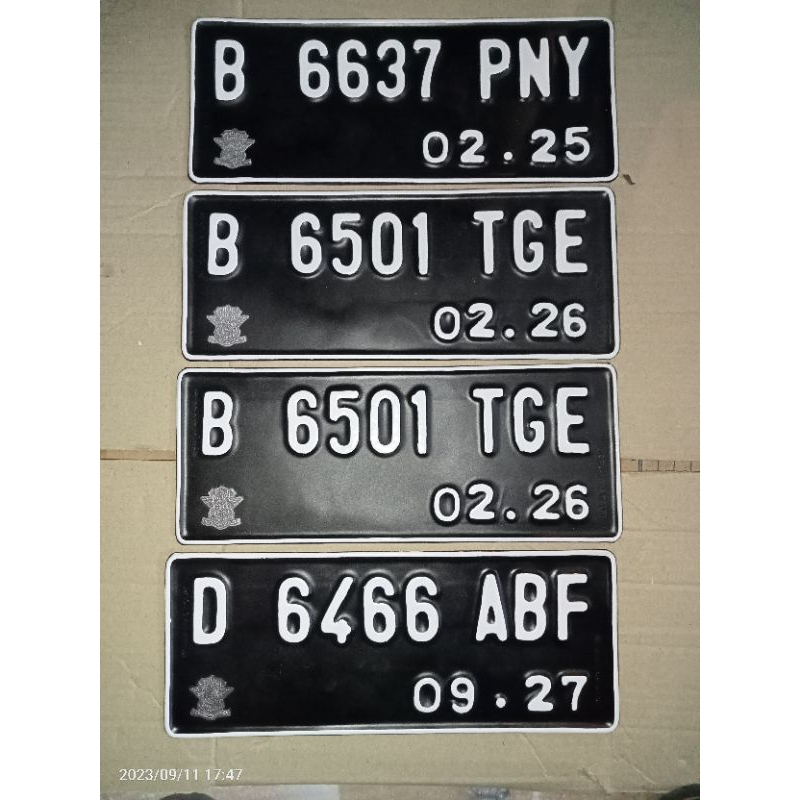 B 6637 PNY
02.25
B 6501 TGE
02.26
B 6501 TGE
02.26
D 6466 ABF
09.27
2023/09/11 17:47